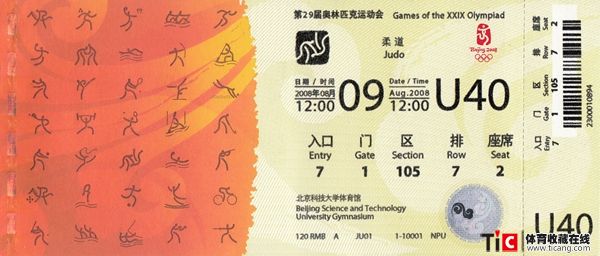 第29届奥林匹克运动会 Games of the XXIX Olympiad
柔道
Judo
Beijing 2008
日期 / 时间
2008年08月
12:00
09
Date / Time
Aug.2008
12:00
U40
入口 门 区 排 座席
Entry Gate Section Row Seat
7 1 105 7 2
北京科技大学体育馆
Beijing Science and Technology
University Gymnasium
120 RMB A JU01 1-10001 NPU
座席 Seat 2
排 Row 7
区 Section 105
门 Gate 1
入口 Entry 7
2300010894
U40
TiC 体育收藏在线
www.titicc.com